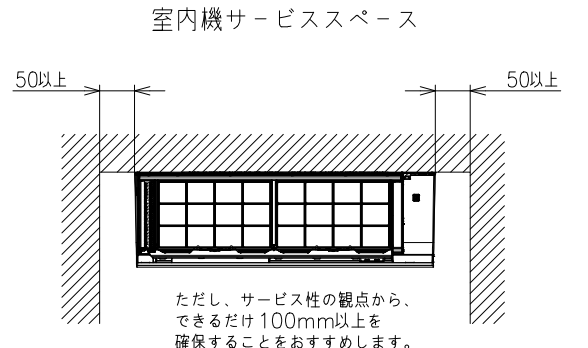 室内機サービススペース
50以上
50以上
ただし、サービス性の観点から、
できるだけ100mm以上を
確保することをおすすめします。